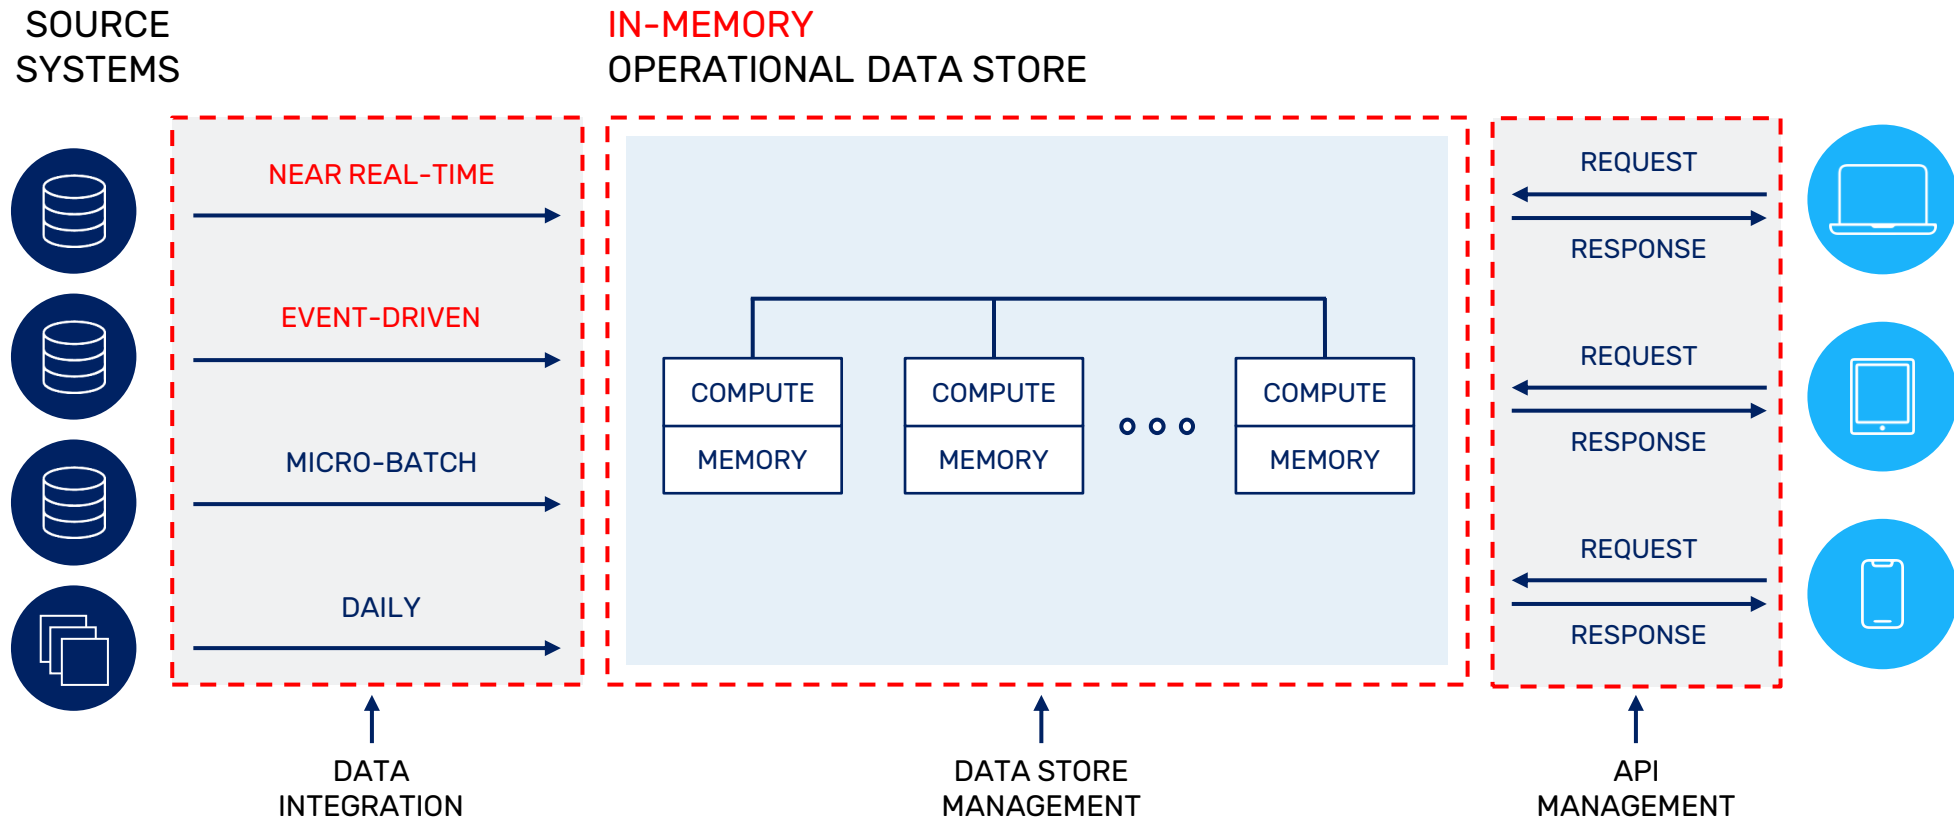 SOURCE
SYSTEMS
IN-MEMORY
OPERATIONAL DATA STORE
NEAR REAL-TIME
EVENT-DRIVEN
MICRO-BATCH
DAILY
COMPUTE
MEMORY
COMPUTE
MEMORY
COMPUTE
MEMORY
REQUEST
RESPONSE
REQUEST
RESPONSE
REQUEST
RESPONSE
DATA
INTEGRATION
DATA STORE
MANAGEMENT
API
MANAGEMENT